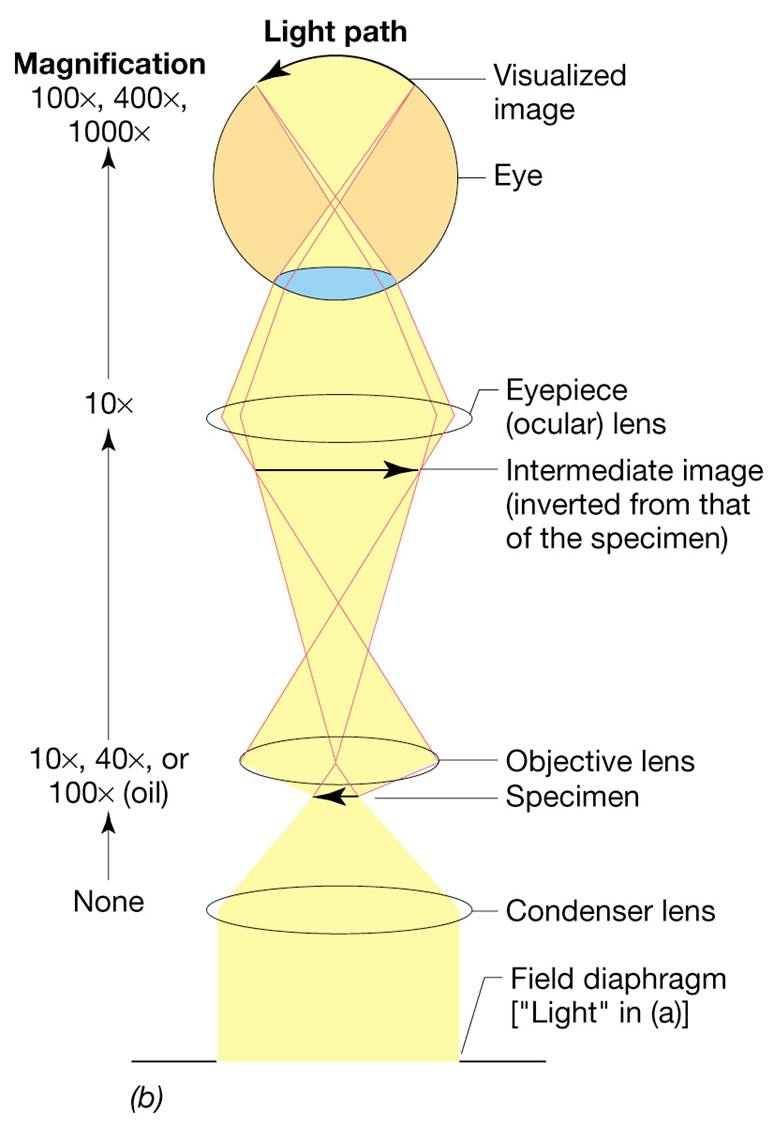 Light path
Magnification
100×, 400×,
1000×
Visualized
image
Eye
10×
Eyepiece
(ocular) lens
Intermediate image
(inverted from that
of the specimen)
10×, 40×, or
100× (oil)
Objective lens
Specimen
None
Condenser lens
Field diaphragm
["Light" in (a)]
(b)